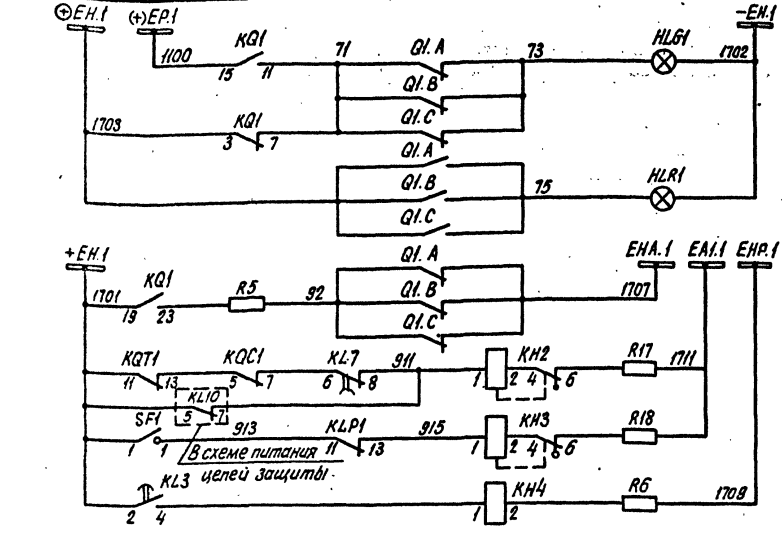 ⊕EH.1 (+)EP.1 −EH.1
1100 KQ1 71 Q1.A 73 HLG1 1702
15 11
Q1.B
1703 KQ1 Q1.C
3 7
Q1.A
Q1.B 75 HLR1
Q1.C
+EH.1 Q1.A EHA.1 EA1.1 EHP.1
1701 KQ1 R5 92 Q1.B 1707
19 23
Q1.C
KQT1 KQC1 KL7 911 KH2 R17 1711
11 13 5 7 6 8 1 2 4 6
KL10
5 7
SF1 913 KLP1 915 KH3 R18
1 1 11 13 1 2 4 6
В схеме питания
цепей защиты
KL3 KH4 R6 1709
2 4 1 2